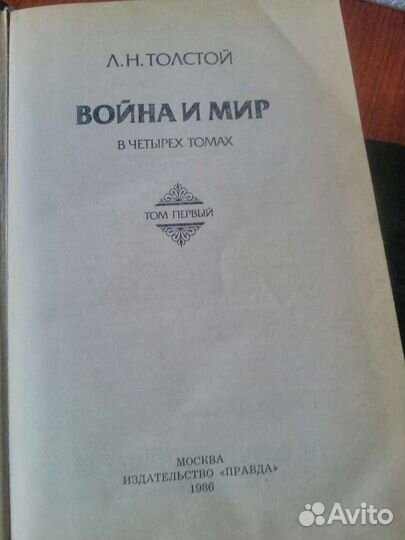 Л.Н.ТОЛСТОЙ
ВОЙНА И МИР
В ЧЕТЫРЕХ ТОМАХ
ТОМ ПЕРВЫЙ
МОСКВА
ИЗДАТЕЛЬСТВО «ПРАВДА»
1986
Avito